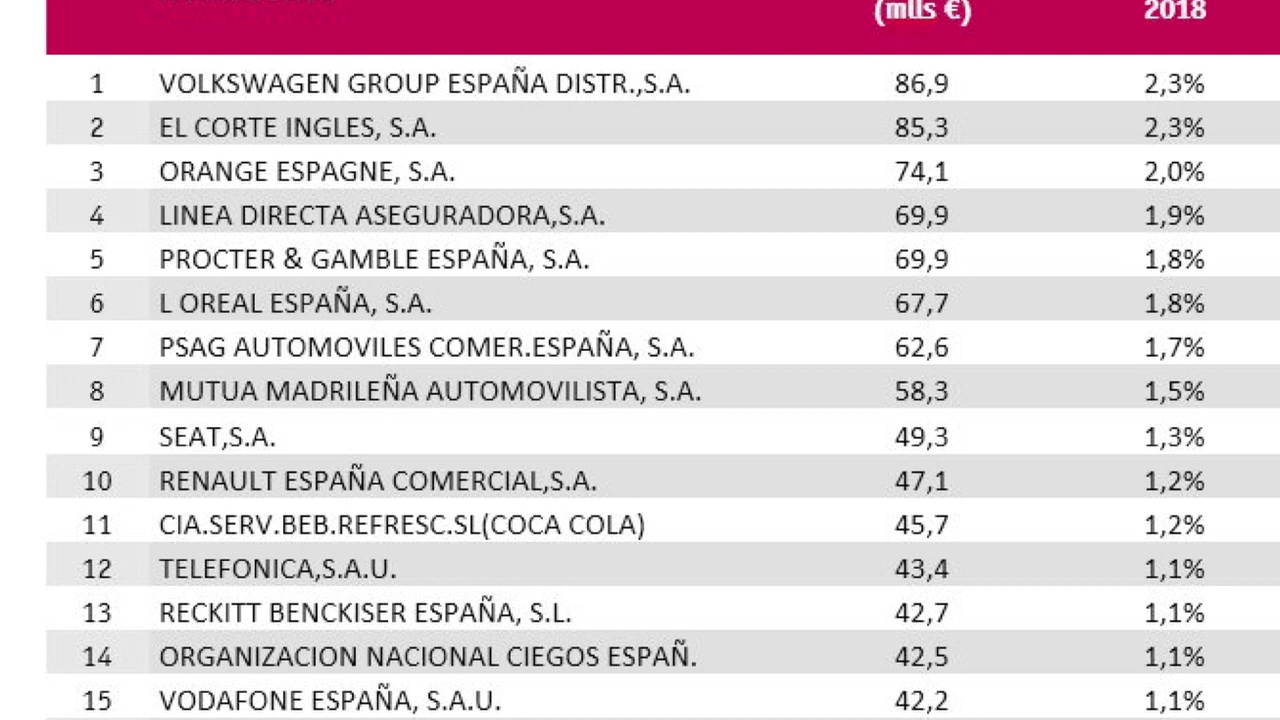 (mlls €) 2018
1 VOLKSWAGEN GROUP ESPAÑA DISTR.,S.A. 86,9 2,3%
2 EL CORTE INGLES, S.A. 85,3 2,3%
3 ORANGE ESPAGNE, S.A. 74,1 2,0%
4 LINEA DIRECTA ASEGURADORA,S.A. 69,9 1,9%
5 PROCTER & GAMBLE ESPAÑA, S.A. 69,9 1,8%
6 L OREAL ESPAÑA, S.A. 67,7 1,8%
7 PSAG AUTOMOVILES COMER.ESPAÑA, S.A. 62,6 1,7%
8 MUTUA MADRILEÑA AUTOMOVILISTA, S.A. 58,3 1,5%
9 SEAT,S.A. 49,3 1,3%
10 RENAULT ESPAÑA COMERCIAL,S.A. 47,1 1,2%
11 CIA.SERV.BEB.REFRESC.SL(COCA COLA) 45,7 1,2%
12 TELEFONICA,S.A.U. 43,4 1,1%
13 RECKITT BENCKISER ESPAÑA, S.L. 42,7 1,1%
14 ORGANIZACION NACIONAL CIEGOS ESPAÑ. 42,5 1,1%
15 VODAFONE ESPAÑA, S.A.U. 42,2 1,1%